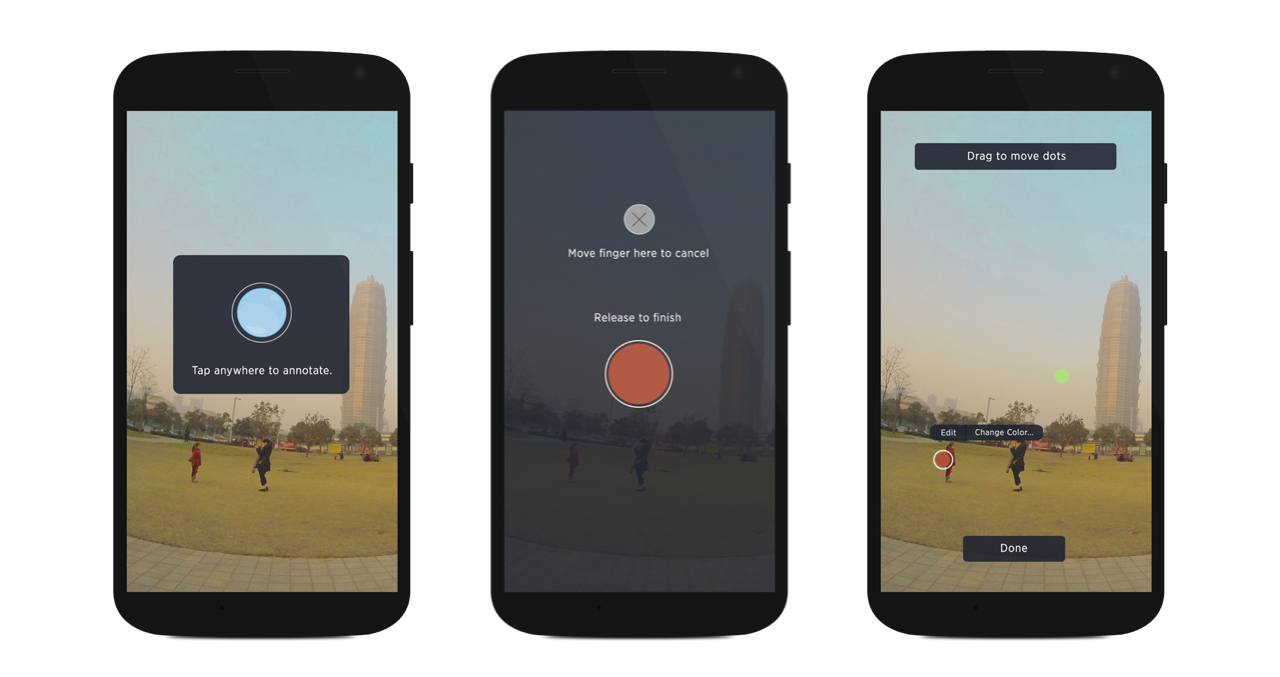 Tap anywhere to annotate.
Move finger here to cancel
Release to finish
Drag to move dots
Edit
Change Color...
Done